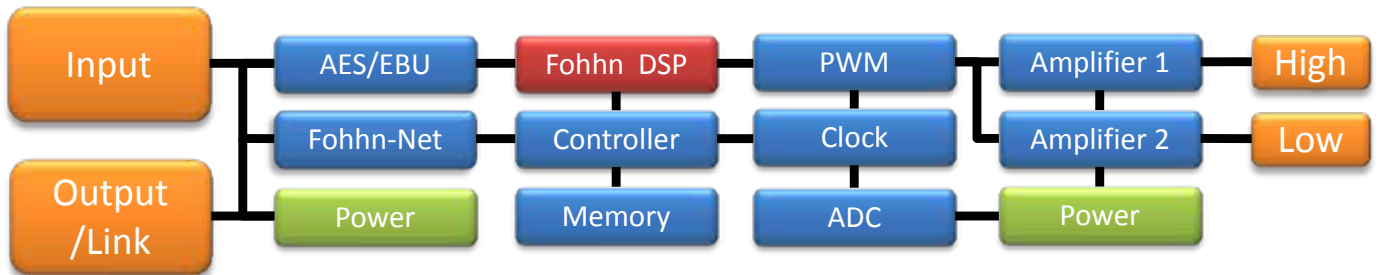 Input
AES/EBU
Fohhn DSP
PWM
Amplifier 1
High
Fohhn-Net
Controller
Clock
Amplifier 2
Low
Output
/Link
Power
Memory
ADC
Power